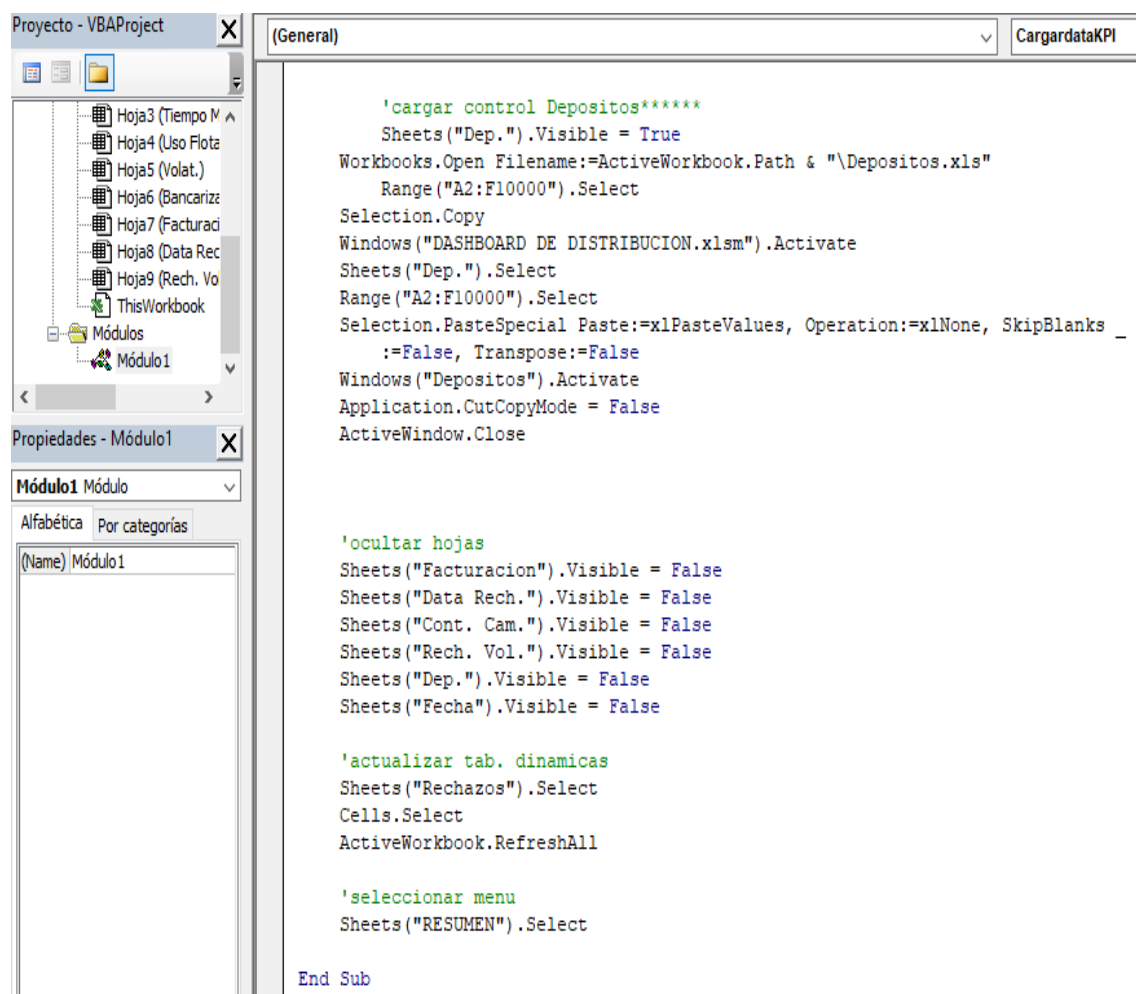 Proyecto - VBAProject
Hoja3 (Tiempo M
Hoja4 (Uso Flota
Hoja5 (Volat.)
Hoja6 (Bancariza
Hoja7 (Facturaci
Hoja8 (Data Rec
Hoja9 (Rech. Vol
ThisWorkbook
Módulos
Módulo1
Propiedades - Módulo1
Módulo1 Módulo
Alfabética Por categorías
(Name) Módulo1
(General) CargardataKPI
'cargar control Depositos******
Sheets("Dep.").Visible = True
Workbooks.Open Filename:=ActiveWorkbook.Path & "\Depositos.xls"
Range("A2:F10000").Select
Selection.Copy
Windows("DASHBOARD DE DISTRIBUCION.xlsm").Activate
Sheets("Dep.").Select
Range("A2:F10000").Select
Selection.PasteSpecial Paste:=xlPasteValues, Operation:=xlNone, SkipBlanks _
:=False, Transpose:=False
Windows("Depositos").Activate
Application.CutCopyMode = False
ActiveWindow.Close
'ocultar hojas
Sheets("Facturacion").Visible = False
Sheets("Data Rech.").Visible = False
Sheets("Cont. Cam.").Visible = False
Sheets("Rech. Vol.").Visible = False
Sheets("Dep.").Visible = False
Sheets("Fecha").Visible = False
'actualizar tab. dinamicas
Sheets("Rechazos").Select
Cells.Select
ActiveWorkbook.RefreshAll
'seleccionar menu
Sheets("RESUMEN").Select
End Sub